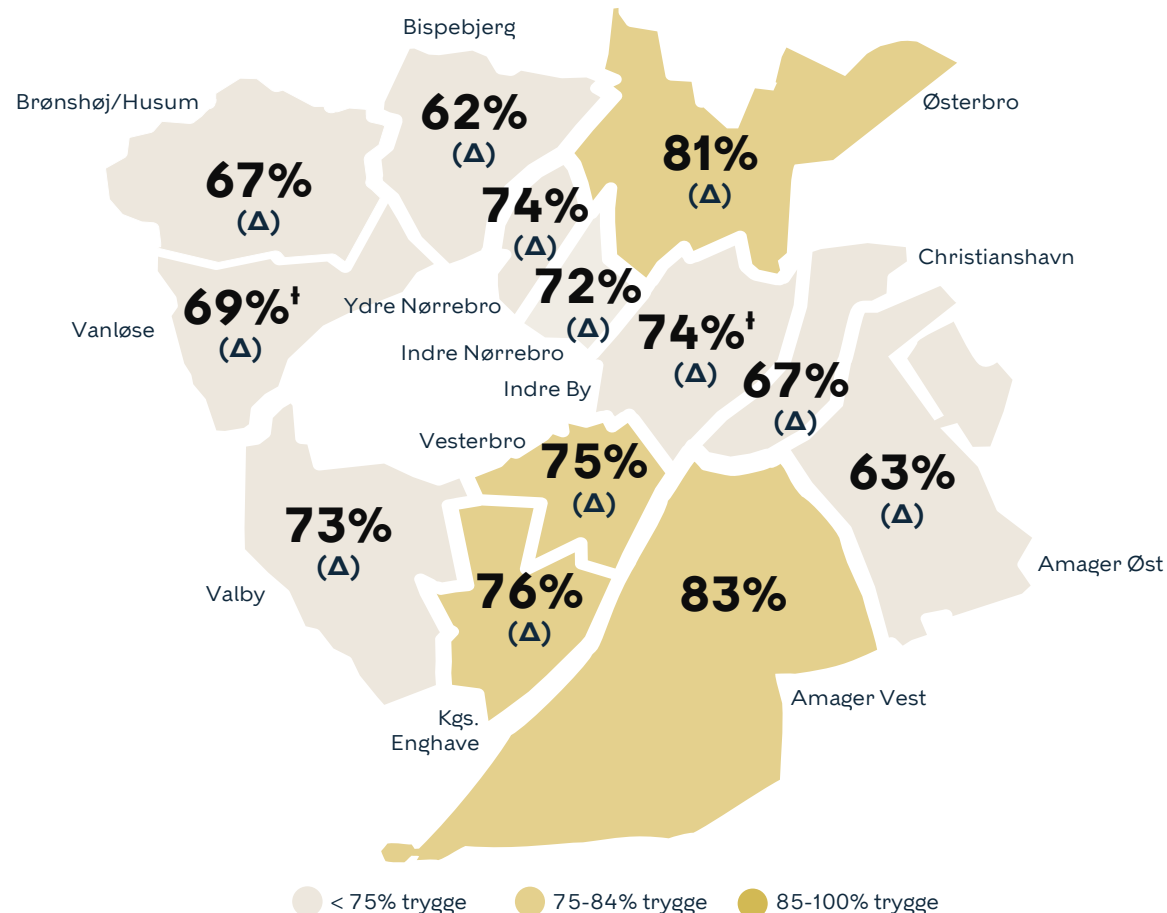 Bispebjerg
Brønshøj/Husum
62%
(Δ)
Østerbro
81%
(Δ)
67%
(Δ)
74%
(Δ)
Christianshavn
72%
(Δ)
69%ƚ
(Δ)
Ydre Nørrebro
Vanløse
74%ƚ
(Δ)
Indre Nørrebro
Indre By
67%
(Δ)
Vesterbro
75%
(Δ)
63%
(Δ)
73%
(Δ)
Amager Øst
Valby
76%
(Δ)
83%
Amager Vest
Kgs.
Enghave
< 75% trygge
75-84% trygge
85-100% trygge